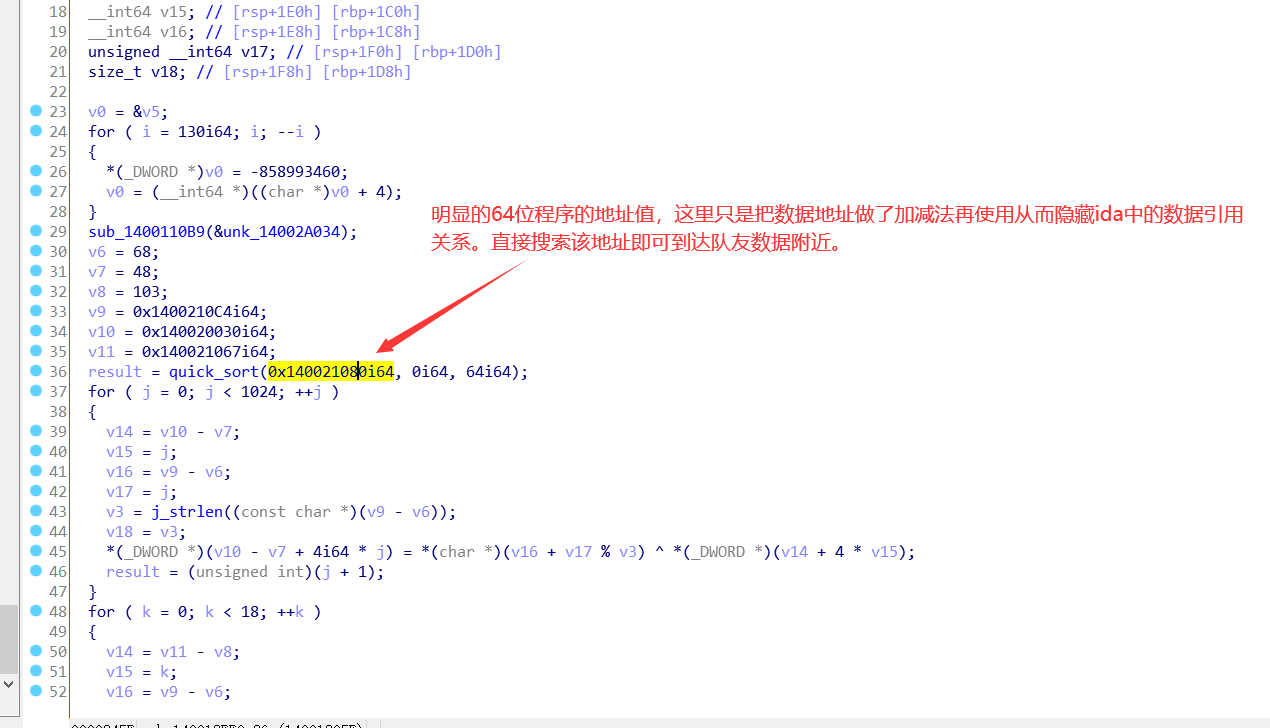 18 __int64 v15; // [rsp+1E0h] [rbp+1C0h]
19 __int64 v16; // [rsp+1E8h] [rbp+1C8h]
20 unsigned __int64 v17; // [rsp+1F0h] [rbp+1D0h]
21 size_t v18; // [rsp+1F8h] [rbp+1D8h]
22
23 v0 = &v5;
24 for ( i = 130i64; i; --i )
25 {
26 *(_DWORD *)v0 = -858993460;
27 v0 = (__int64 *)((char *)v0 + 4);
28 }
明显的64位程序的地址值，这里只是把数据地址做了加减法再使用从而隐藏ida中的数据引用
关系。直接搜索该地址即可到达队友数据附近。
29 sub_1400110B9(&unk_14002A034);
30 v6 = 68;
31 v7 = 48;
32 v8 = 103;
33 v9 = 0x1400210C4i64;
34 v10 = 0x140020030i64;
35 v11 = 0x140021067i64;
36 result = quick_sort(0x140021080i64, 0i64, 64i64);
37 for ( j = 0; j < 1024; ++j )
38 {
39 v14 = v10 - v7;
40 v15 = j;
41 v16 = v9 - v6;
42 v17 = j;
43 v3 = j_strlen((const char *)(v9 - v6));
44 v18 = v3;
45 *(_DWORD *)(v10 - v7 + 4i64 * j) = *(char *)(v16 + v17 % v3) ^ *(_DWORD *)(v14 + 4 * v15);
46 result = (unsigned int)(j + 1);
47 }
48 for ( k = 0; k < 18; ++k )
49 {
50 v14 = v11 - v8;
51 v15 = k;
52 v16 = v9 - v6;